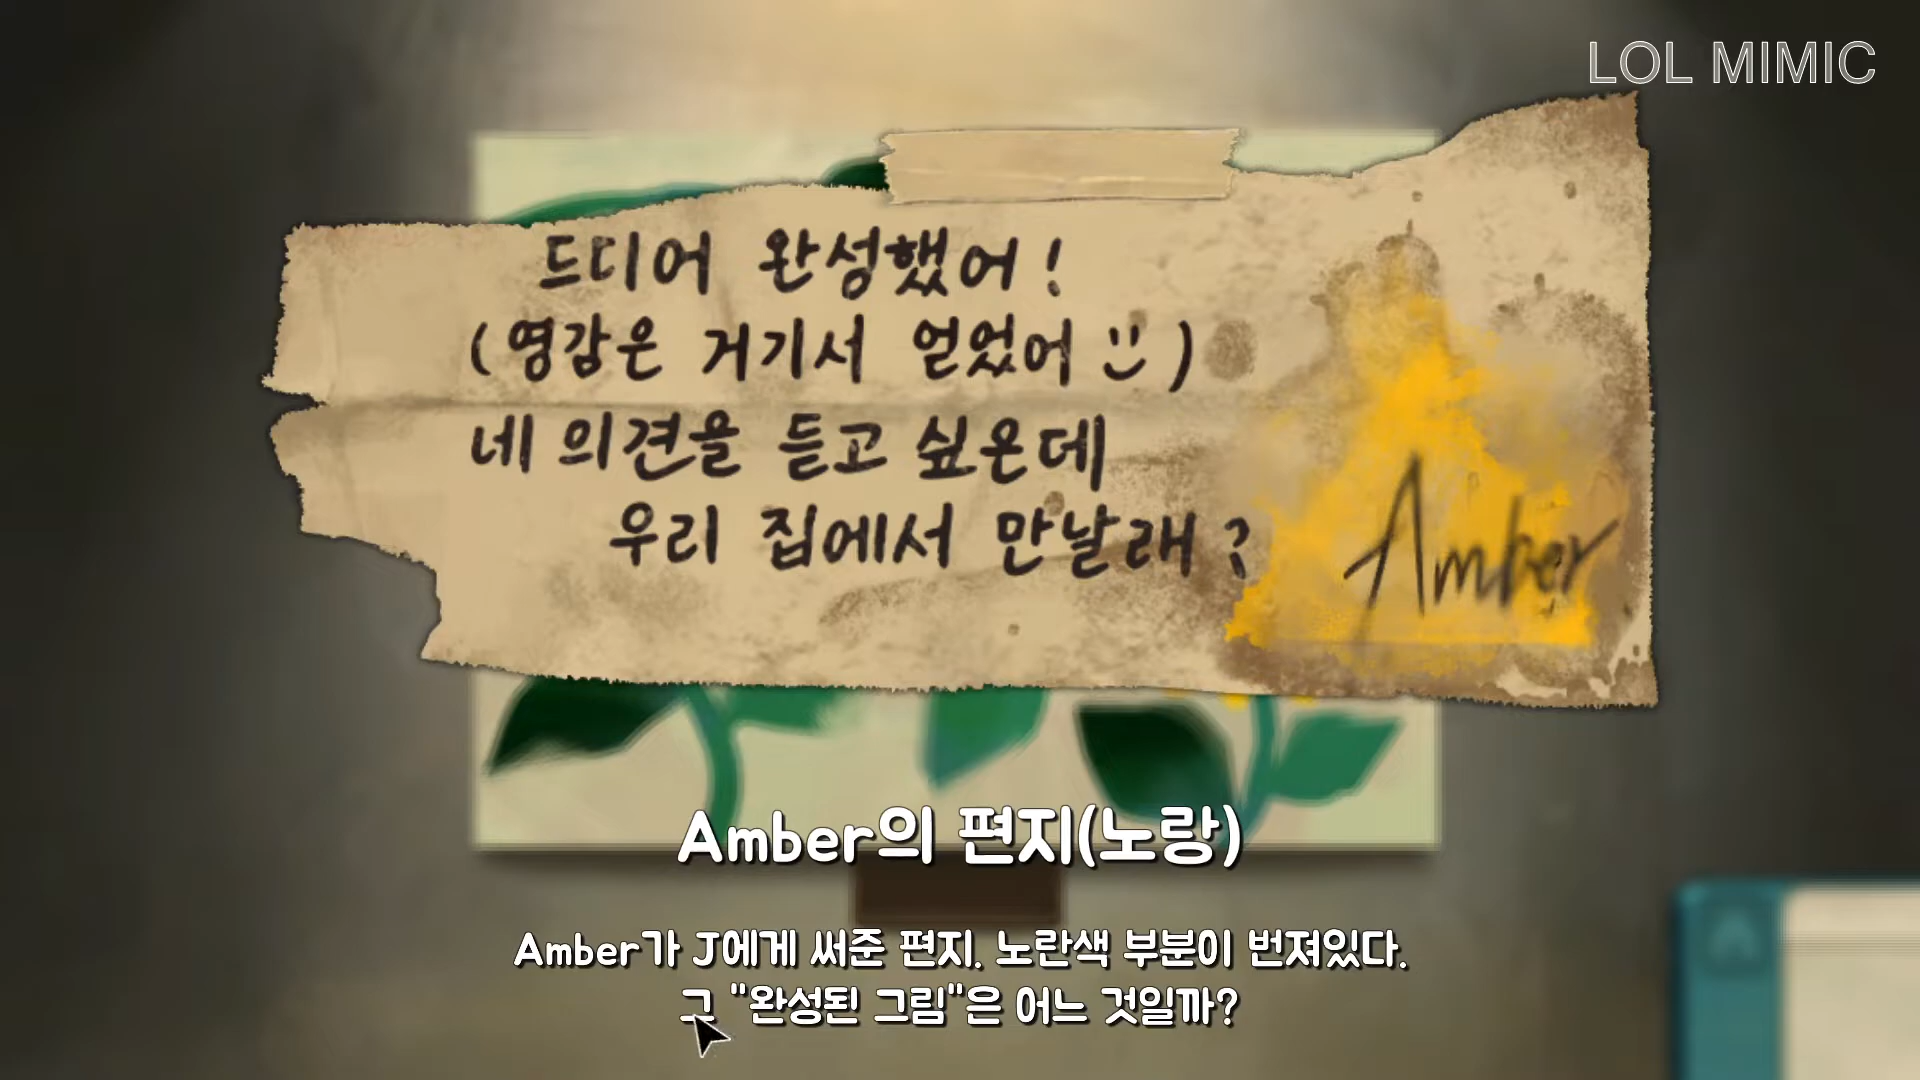 LOL MIMIC
드디어 완성했어!
(영감은 거기서 얻었어 :))
네 의견을 듣고 싶은데
우리 집에서 만날래?
Amber
Amber의 편지(노랑)
Amber가 J에게 써준 편지. 노란색 부분이 번져있다.
그 "완성된 그림"은 어느 것일까?